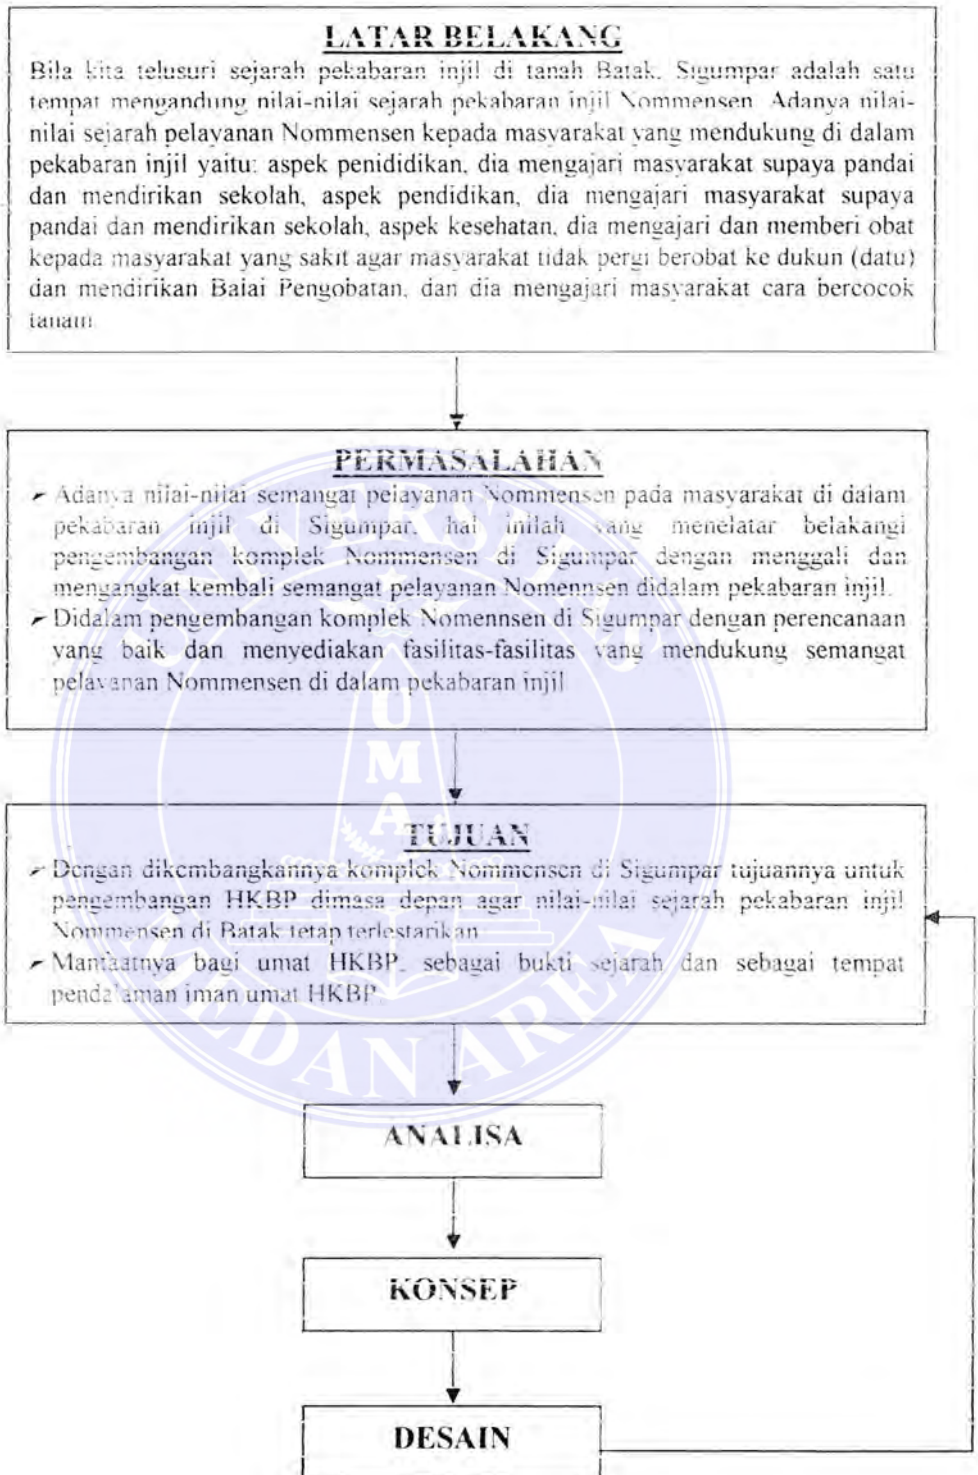 LATAR BELAKANG
Bila kita telusuri sejarah pekabaran injil di tanah Batak, Sigumpar adalah satu
tempat mengandung nilai-nilai sejarah pekabaran injil Nommensen. Adanya nilai-
nilai sejarah pelayanan Nommensen kepada masyarakat yang mendukung di dalam
pekabaran injil yaitu: aspek penididikan, dia mengajari masyarakat supaya pandai
dan mendirikan sekolah, aspek pendidikan, dia mengajari masyarakat supaya
pandai dan mendirikan sekolah, aspek kesehatan, dia mengajari dan memberi obat
kepada masyarakat yang sakit agar masyarakat tidak pergi berobat ke dukun (datu)
dan mendirikan Balai Pengobatan, dan dia mengajari masyarakat cara bercocok
tanam
PERMASALAHAN
➢ Adanya nilai-nilai semangat pelayanan Nommensen pada masyarakat di dalam
pekabaran injil di Sigumpar, hal inilah yang menelatar belakangi
pengembangan komplek Nommensen di Sigumpar dengan menggali dan
mengangkat kembali semangat pelayanan Nomennsen didalam pekabaran injil.
➢ Didalam pengembangan komplek Nomennsen di Sigumpar dengan perencanaan
yang baik dan menyediakan fasilitas-fasilitas yang mendukung semangat
pelayanan Nommensen di dalam pekabaran injil
TUJUAN
➢ Dengan dikembangkannya komplek Nommensen di Sigumpar tujuannya untuk
pengembangan HKBP dimasa depan agar nilai-nilai sejarah pekabaran injil
Nommensen di Batak tetap terlestarikan
➢ Manfaatnya bagi umat HKBP, sebagai bukti sejarah dan sebagai tempat
pendalaman iman umat HKBP.
ANALISA
KONSEP
DESAIN
UNIVERSITAS
MEDAN AREA
UMA